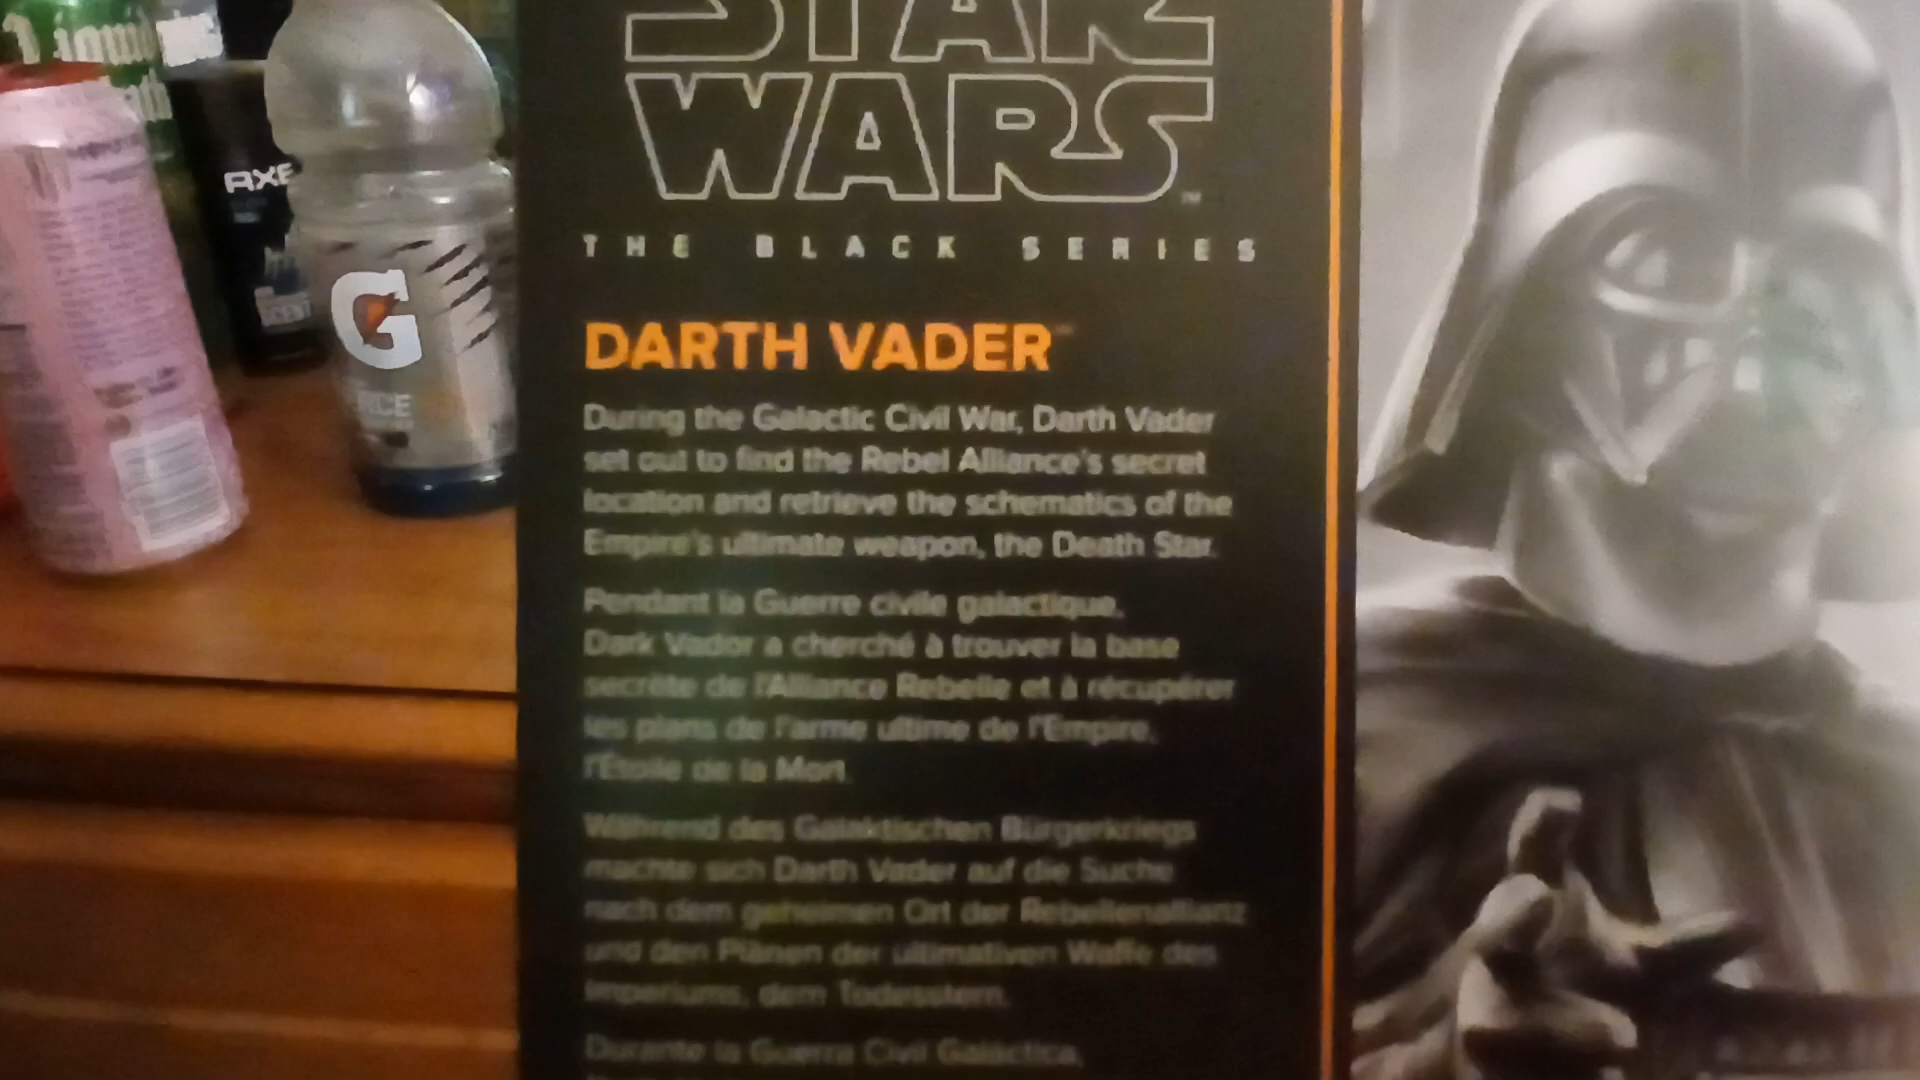 AXE
G
RCE
STAR
WARS
THE BLACK SERIES
DARTH VADER™
During the Galactic Civil War, Darth Vader
set out to find the Rebel Alliance's secret
location and retrieve the schematics of the
Empire's ultimate weapon, the Death Star.
Pendant la Guerre civile galactique,
Dark Vador a cherché à trouver la base
secrète de l'Alliance Rebelle et à récupérer
les plans de l'arme ultime de l'Empire,
l'Étoile de la Mort.
Während des Galaktischen Bürgerkriegs
machte sich Darth Vader auf die Suche
nach dem geheimen Ort der Rebellenallianz
und den Plänen der ultimativen Waffe des
Imperiums, dem Todesstern.
Durante la Guerra Civil Galáctica,